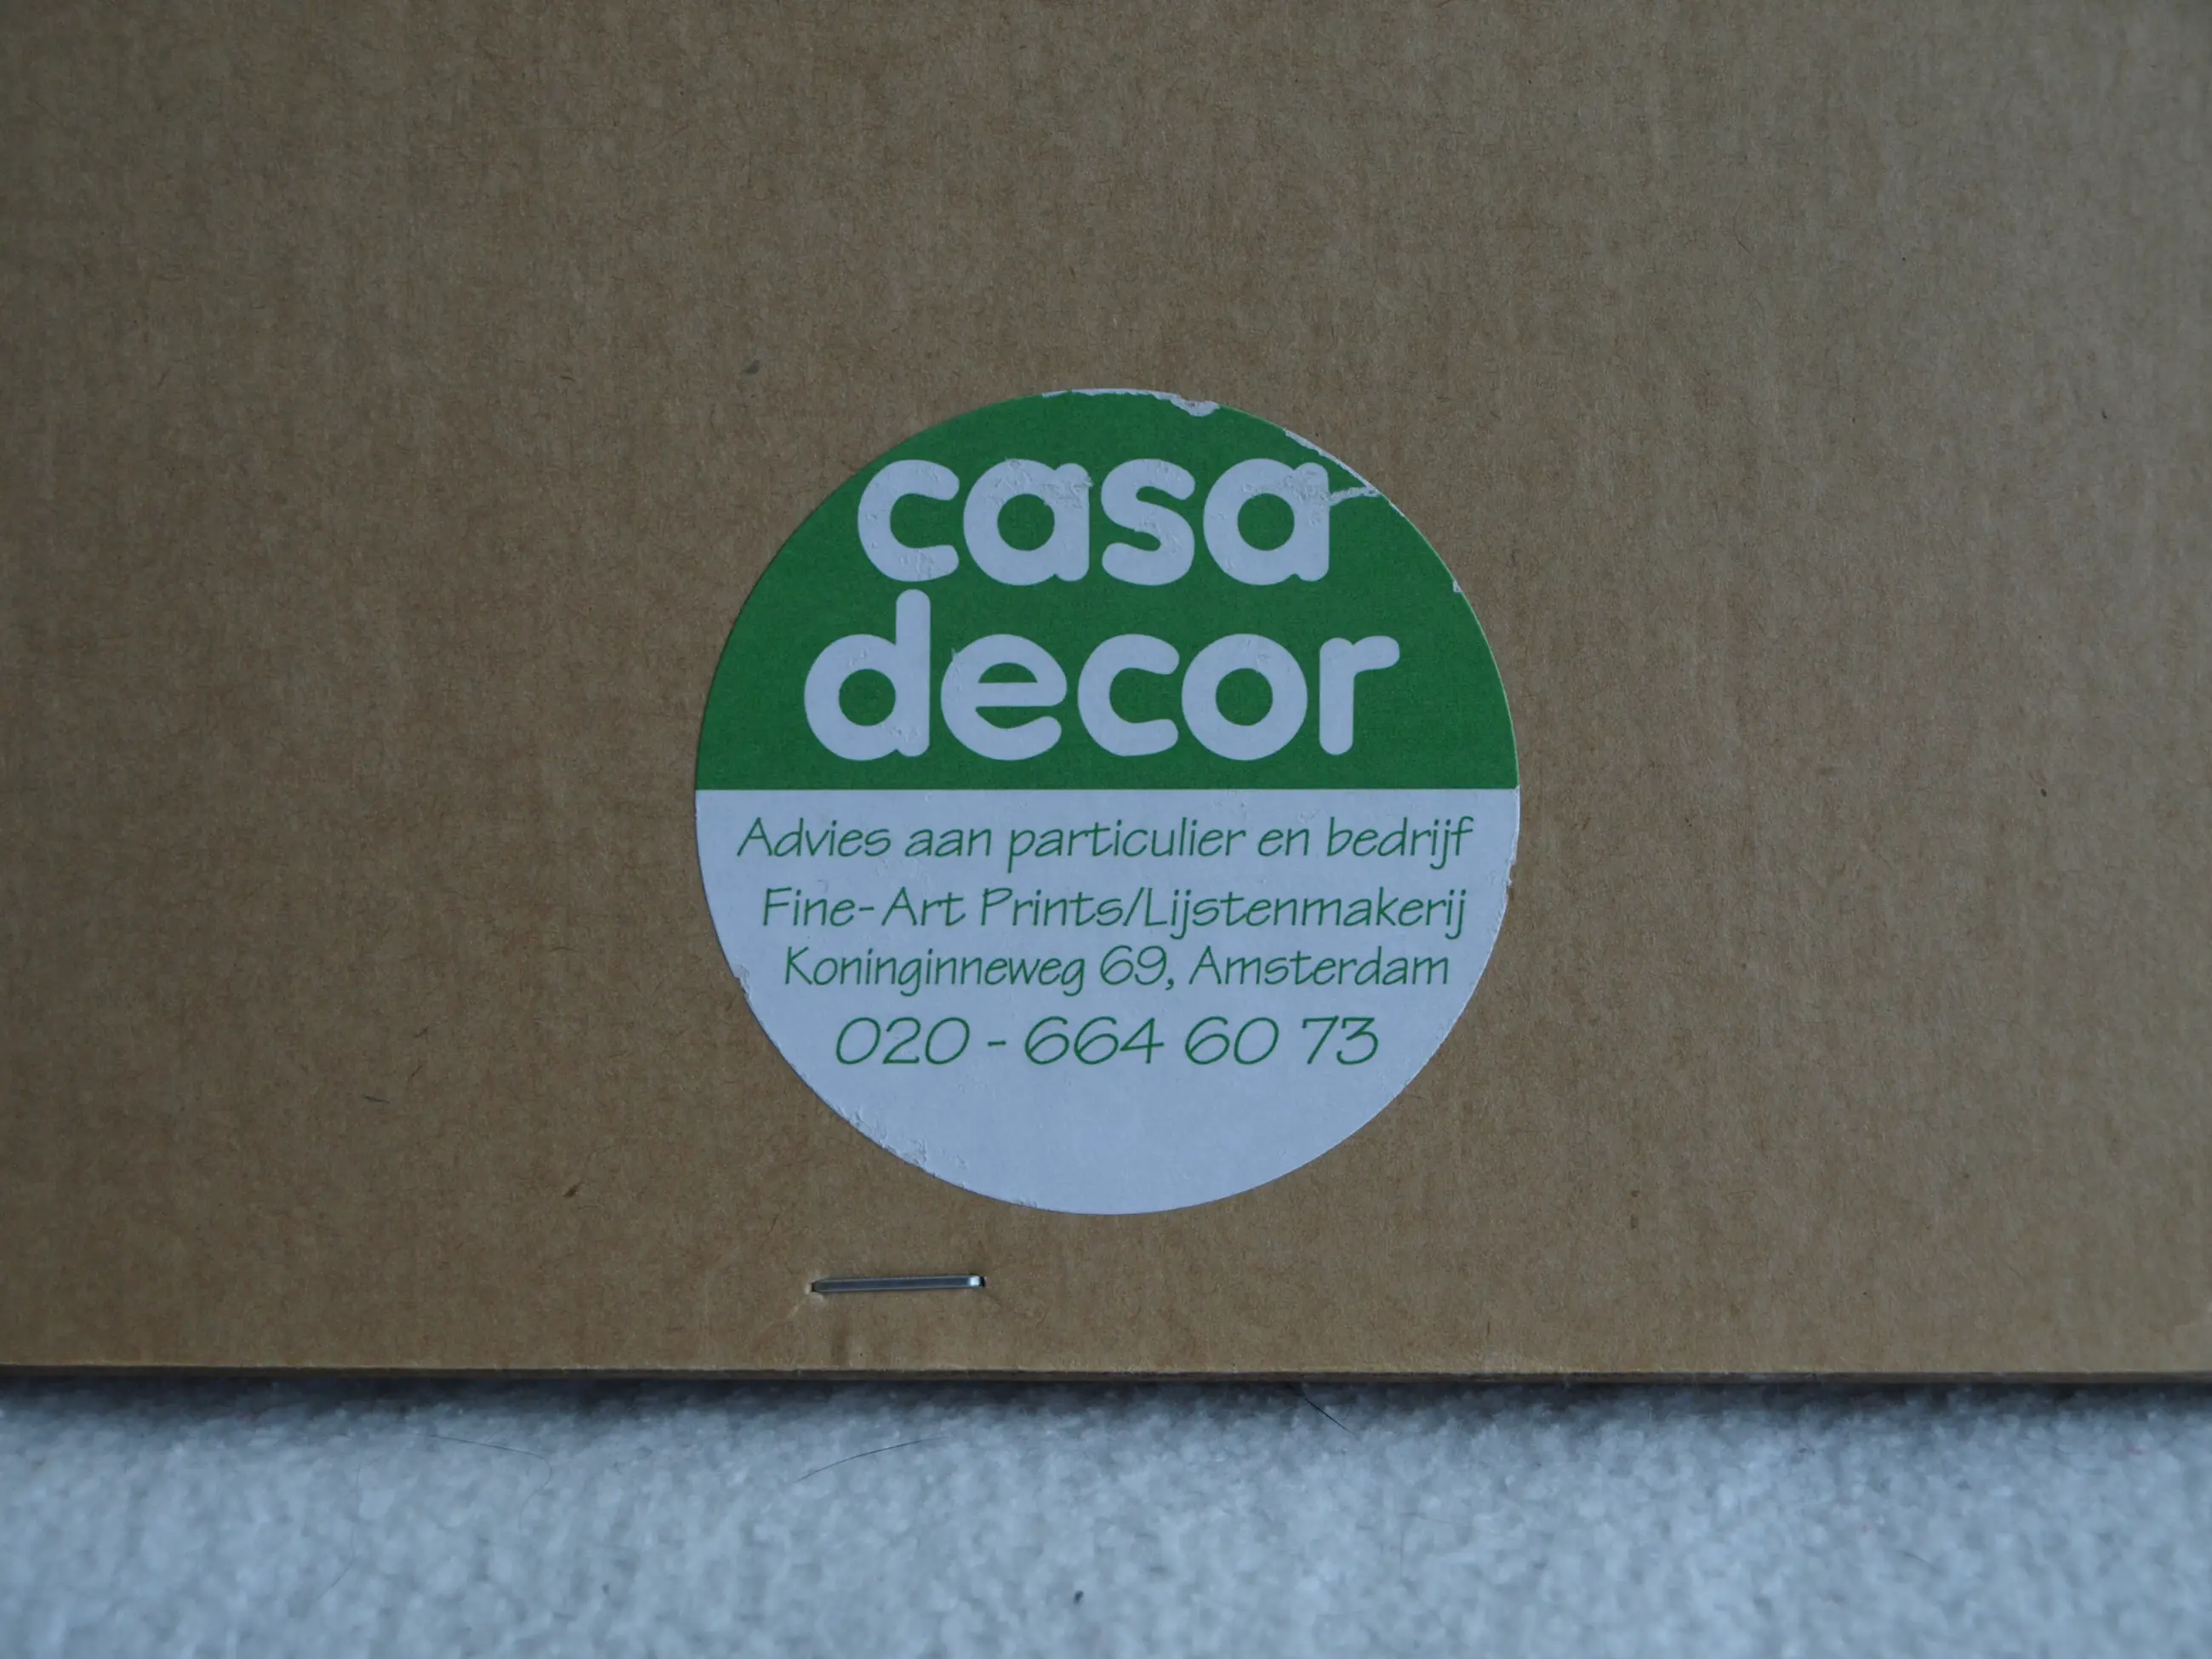 casa
decor
Advies aan particulier en bedrijf
Fine-Art Prints/Lijstenmakerij
Koninginneweg 69, Amsterdam
020 - 664 60 73